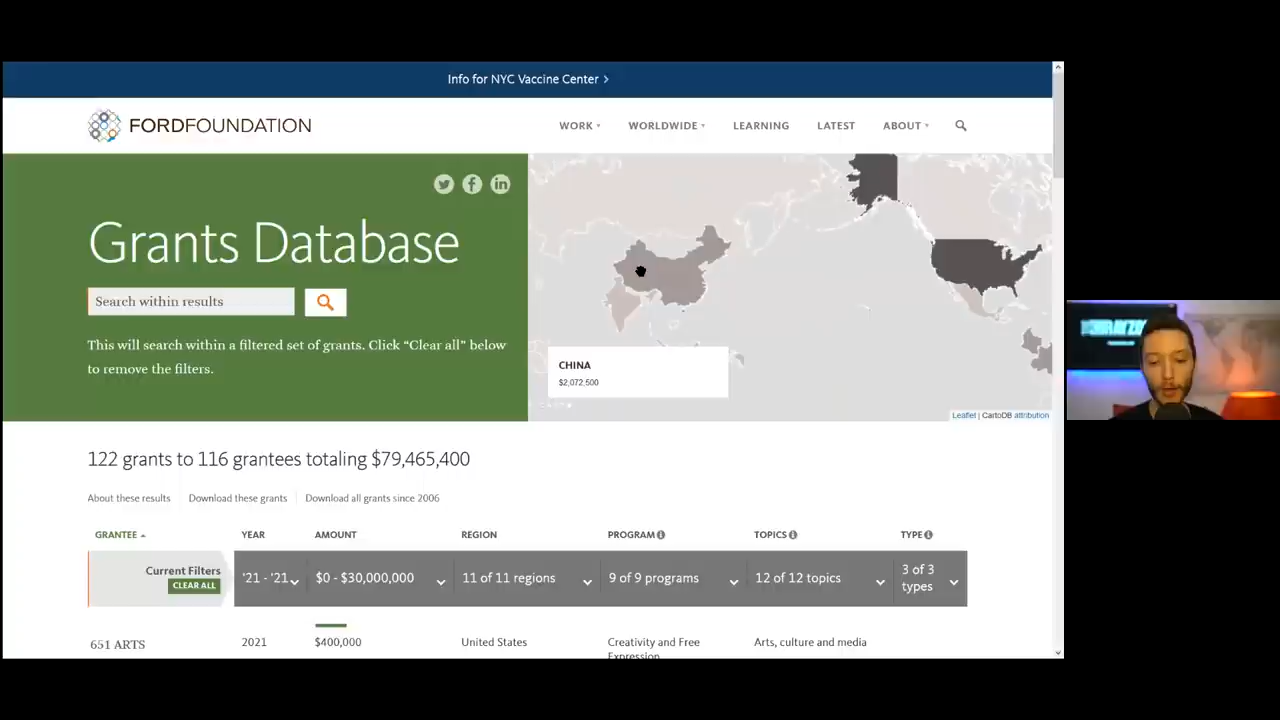 Info for NYC Vaccine Center >
FORDFOUNDATION
WORK
WORLDWIDE
LEARNING
LATEST
ABOUT
Grants Database
Search within results
This will search within a filtered set of grants. Click “Clear all” below
to remove the filters.
CHINA
$2,072,500
Leaflet | CartoDB attribution
122 grants to 116 grantees totaling $79,465,400
About these results
Download these grants
Download all grants since 2006
GRANTEE
YEAR
AMOUNT
REGION
PROGRAM
TOPICS
TYPE
Current Filters
CLEAR ALL
'21 - '21
$0 - $30,000,000
11 of 11 regions
9 of 9 programs
12 of 12 topics
3 of 3
types
651 ARTS
2021
$400,000
United States
Creativity and Free
Expression
Arts, culture and media